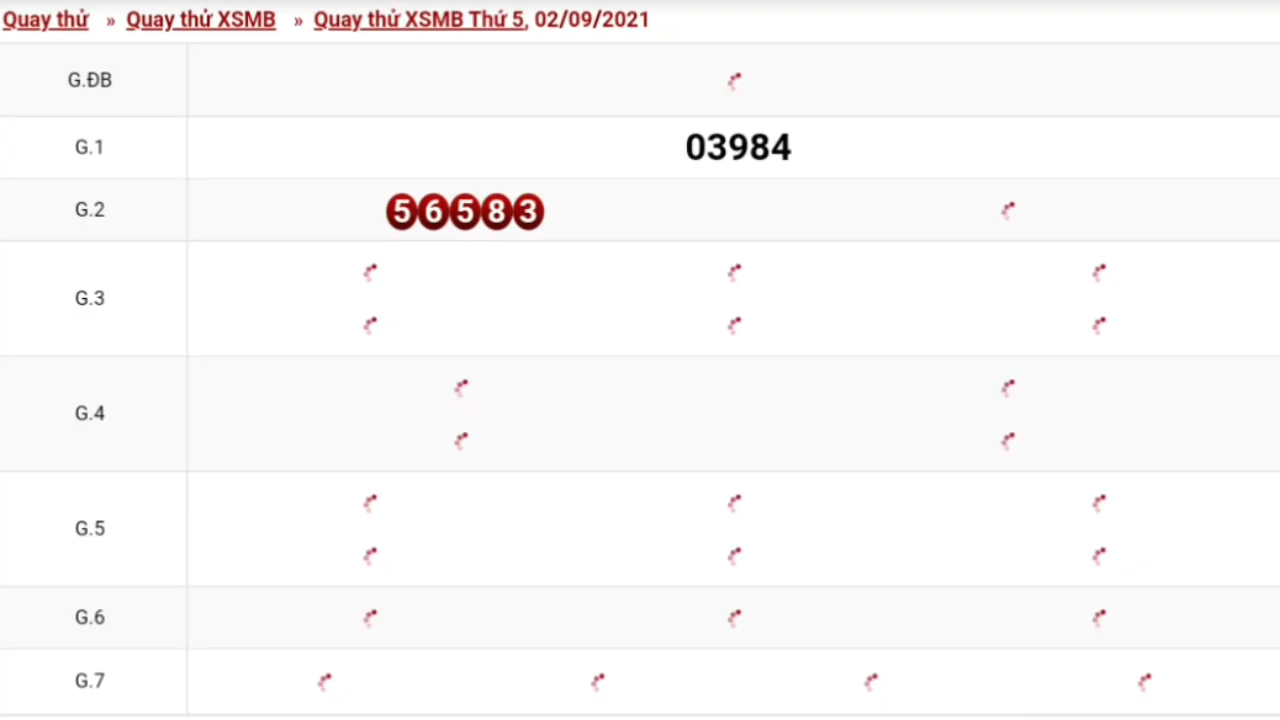 Quay thử » Quay thử XSMB » Quay thử XSMB Thứ 5, 02/09/2021
G.ĐB
G.1 03984
G.2 56583
G.3
G.4
G.5
G.6
G.7